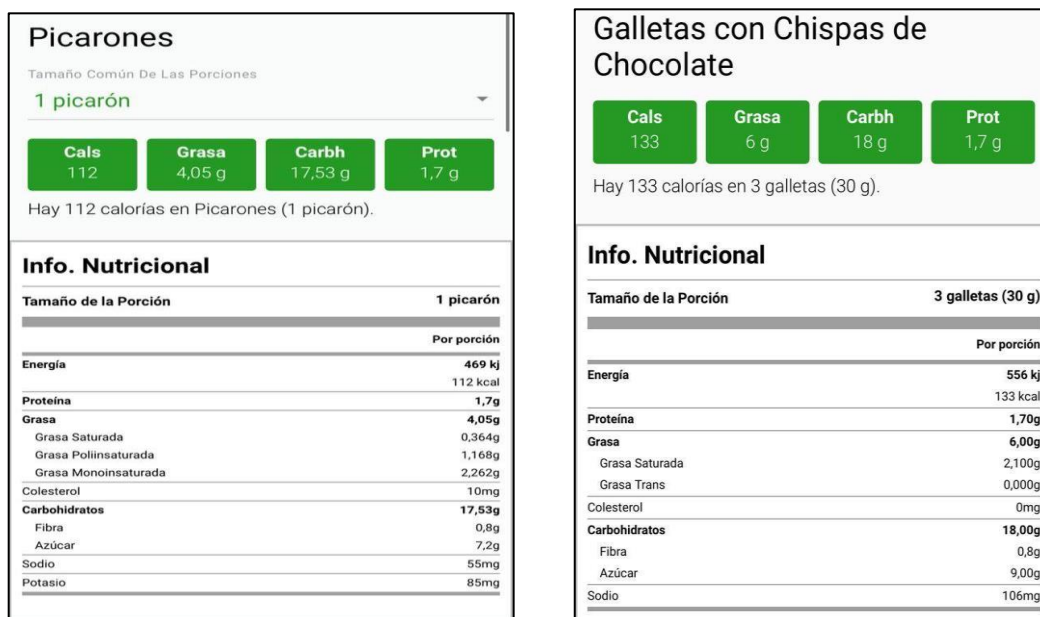 Picarones
Tamaño Común De Las Porciones
1 picarón
Cals Grasa Carbh Prot
112 4,05 g 17,53 g 1,7 g
Hay 112 calorías en Picarones (1 picarón).
Info. Nutricional
Tamaño de la Porción 1 picarón
Por porción
Energía 469 kj
112 kcal
Proteína 1,7g
Grasa 4,05g
Grasa Saturada 0,364g
Grasa Poliinsaturada 1,168g
Grasa Monoinsaturada 2,262g
Colesterol 10mg
Carbohidratos 17,53g
Fibra 0,8g
Azúcar 7,2g
Sodio 55mg
Potasio 85mg
Galletas con Chispas de
Chocolate
Cals Grasa Carbh Prot
133 6 g 18 g 1,7 g
Hay 133 calorías en 3 galletas (30 g).
Info. Nutricional
Tamaño de la Porción 3 galletas (30 g)
Por porción
Energía 556 kj
133 kcal
Proteína 1,70g
Grasa 6,00g
Grasa Saturada 2,100g
Grasa Trans 0,000g
Colesterol 0mg
Carbohidratos 18,00g
Fibra 0,8g
Azúcar 9,00g
Sodio 106mg